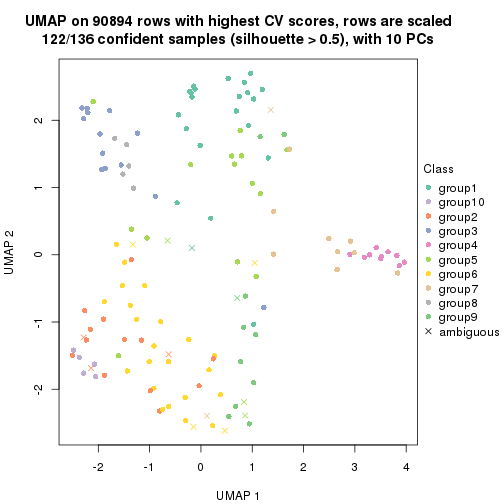 UMAP on 90894 rows with highest CV scores, rows are scaled
122/136 confident samples (silhouette > 0.5), with 10 PCs
Class
group1
group10
group2
group3
group4
group5
group6
group7
group8
group9
ambiguous
UMAP 2
2
1
0
-1
-2
-2
-1
0
1
2
3
4
UMAP 1